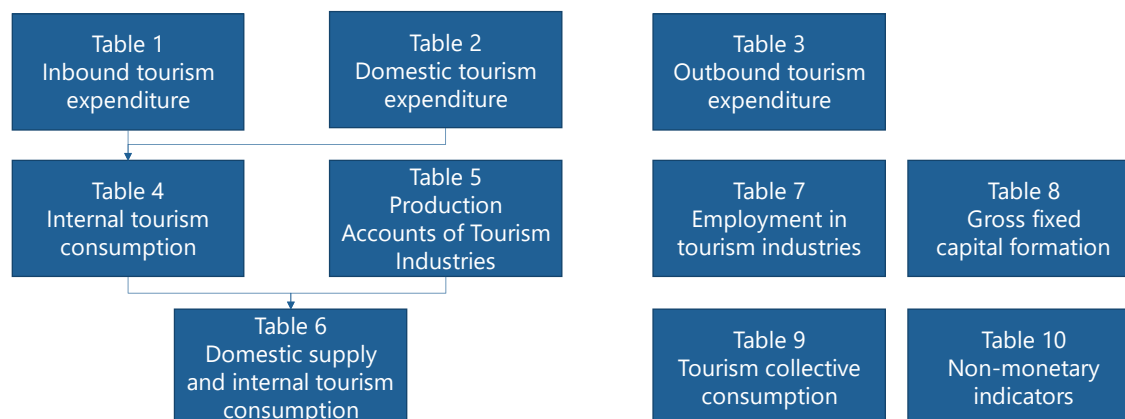 Table 1
Inbound tourism
expenditure
Table 2
Domestic tourism
expenditure
Table 3
Outbound tourism
expenditure
Table 4
Internal tourism
consumption
Table 5
Production
Accounts of Tourism
Industries
Table 7
Employment in
tourism industries
Table 8
Gross fixed
capital formation
Table 6
Domestic supply
and internal tourism
consumption
Table 9
Tourism collective
consumption
Table 10
Non-monetary
indicators